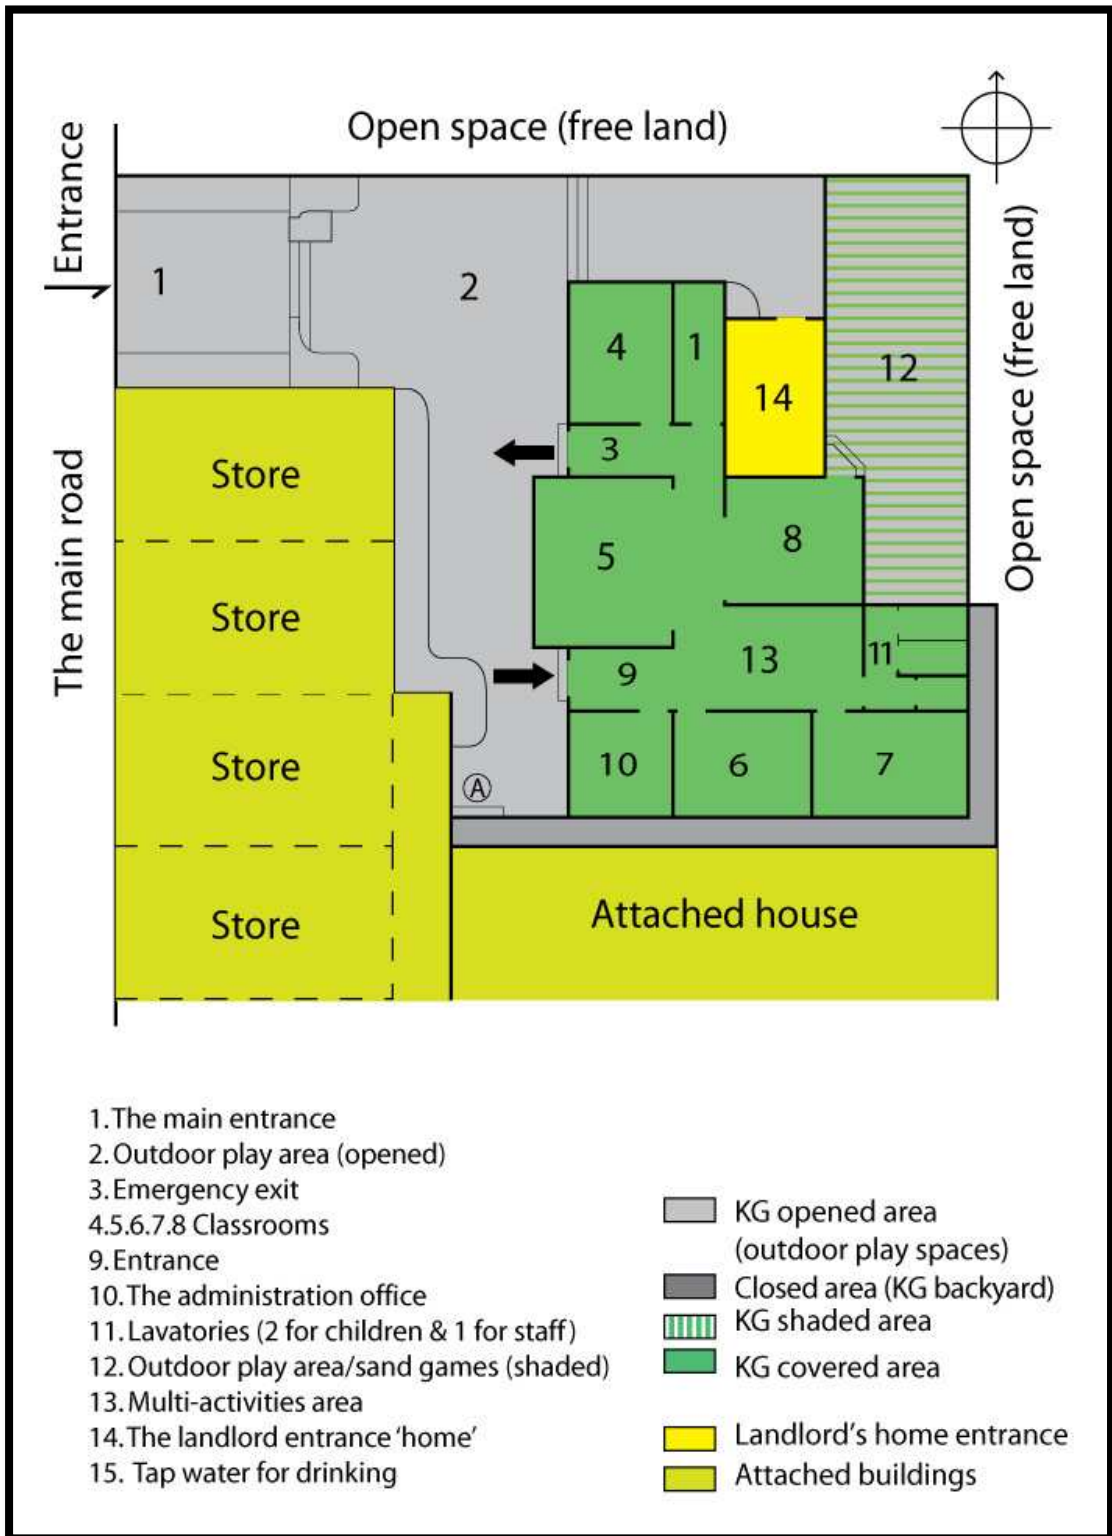 Open space (free land)
Entrance
1
2
4
1
14
12
Open space (free land)
3
Store
5
8
The main road
Store
9
13
11
10
6
7
Store
A
Store
Attached house
1.The main entrance
2.Outdoor play area (opened)
3.Emergency exit
4.5.6.7.8 Classrooms
9.Entrance
10.The administration office
11.Lavatories (2 for children & 1 for staff)
12.Outdoor play area/sand games (shaded)
13.Multi-activities area
14.The landlord entrance ‘home’
15. Tap water for drinking
KG opened area
(outdoor play spaces)
Closed area (KG backyard)
KG shaded area
KG covered area
Landlord’s home entrance
Attached buildings